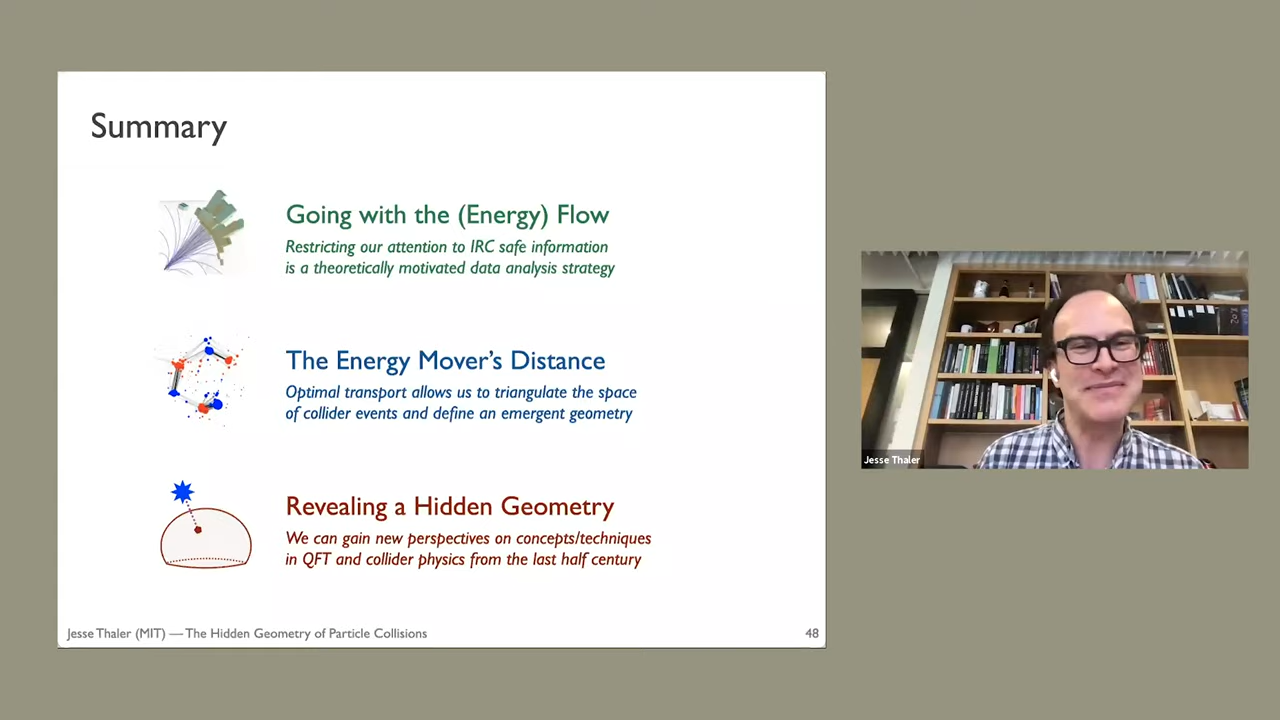 Summary
Going with the (Energy) Flow
Restricting our attention to IRC safe information
is a theoretically motivated data analysis strategy
The Energy Mover's Distance
Optimal transport allows us to triangulate the space
of collider events and define an emergent geometry
Revealing a Hidden Geometry
We can gain new perspectives on concepts/techniques
in QFT and collider physics from the last half century
Jesse Thaler (MIT) — The Hidden Geometry of Particle Collisions
48
Jesse Thaler